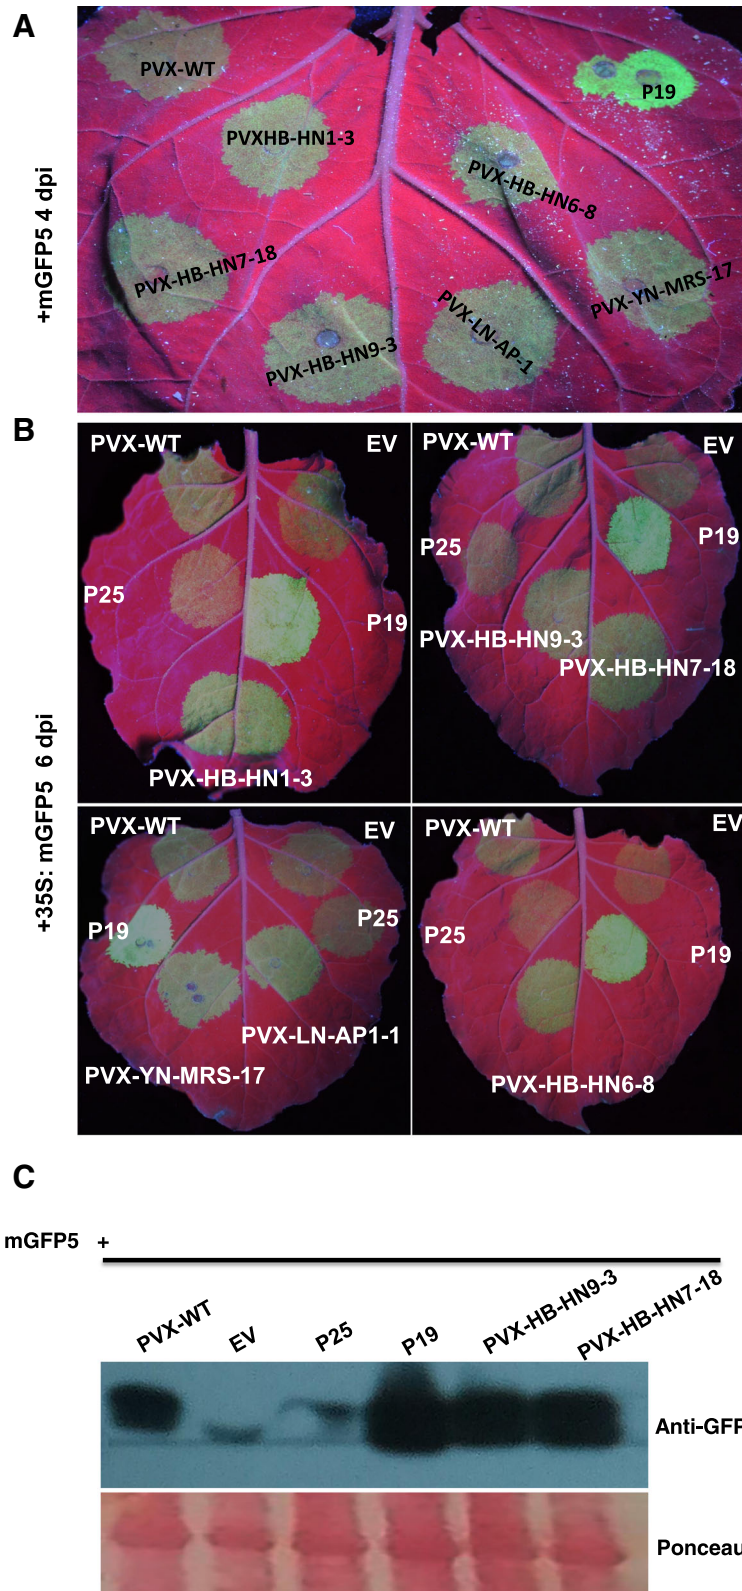 A
+mGFP5 4 dpi
PVX-WT
P19
PVXHB-HN1-3
PVX-HB-HN6-8
PVX-HB-HN7-18
PVX-YN-MRS-17
PVX-HB-HN9-3
PVX-LN-AP-1
B
+35S: mGFP5 6 dpi
PVX-WT
EV
P25
P19
PVX-HB-HN1-3
PVX-WT
EV
P25
P19
PVX-HB-HN9-3
PVX-HB-HN7-18
PVX-WT
EV
P19
P25
PVX-LN-AP1-1
PVX-YN-MRS-17
PVX-WT
EV
P25
P19
PVX-HB-HN6-8
C
mGFP5 +
PVX-WT
EV
P25
P19
PVX-HB-HN9-3
PVX-HB-HN7-18
Anti-GFP
Ponceau